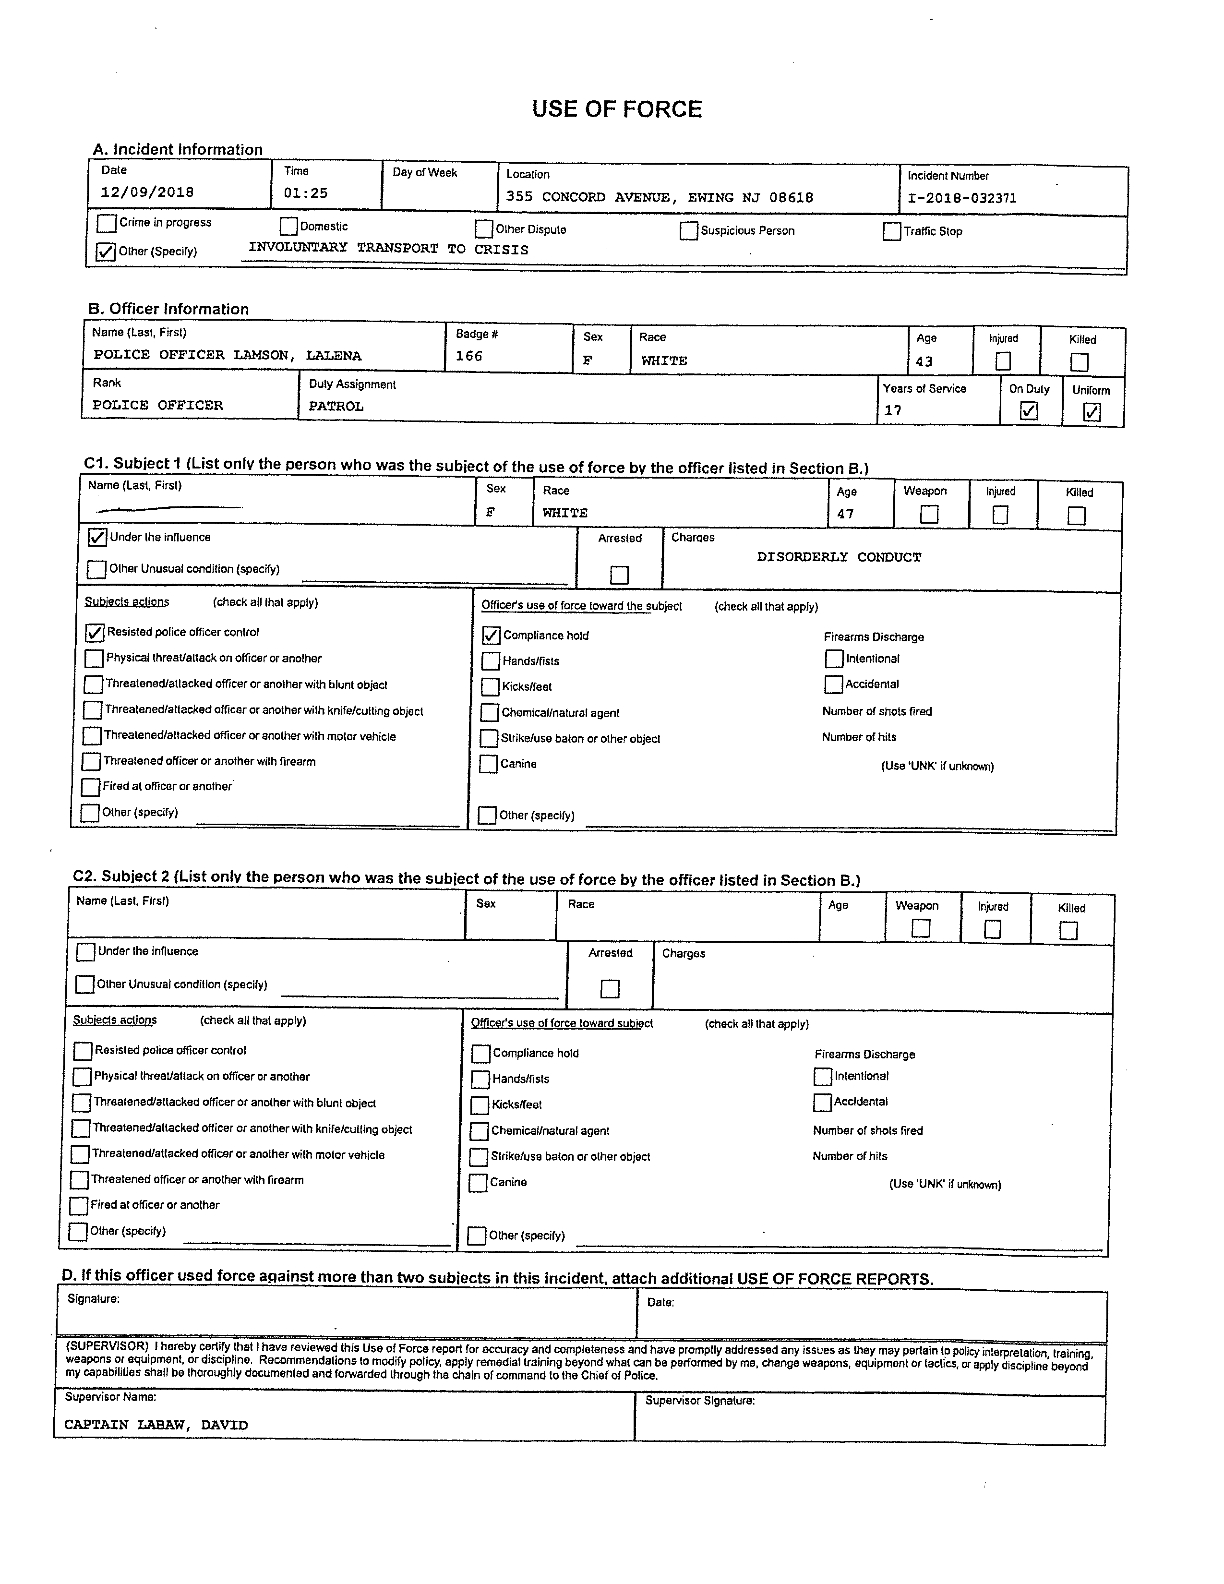 USE OF FORCE
A. Incident Information
Date Time Day of Week Location Incident Number
12/09/2018 01:25 355 CONCORD AVENUE, EWING NJ 08618 I-2018-032371
Crime in progress Domestic Other Dispute Suspicious Person Traffic Stop
Other (Specify) INVOLUNTARY TRANSPORT TO CRISIS
B. Officer Information
Name (Last, First) Badge # Sex Race Age Injured Killed
POLICE OFFICER LAMSON, LALENA 166 F WHITE 43
Rank Duty Assignment Years of Service On Duty Uniform
POLICE OFFICER PATROL 17
C1. Subject 1 (List only the person who was the subject of the use of force by the officer listed in Section B.)
Name (Last, First) Sex Race Age Weapon Injured Killed
F WHITE 47
Under the influence Arrested Charges
DISORDERLY CONDUCT
Other Unusual condition (specify)
Subjects actions (check all that apply) Officer's use of force toward the subject (check all that apply)
Resisted police officer control Compliance hold Firearms Discharge
Physical threat/attack on officer or another Hands/fists Intentional
Threatened/attacked officer or another with blunt object Kicks/feet Accidental
Threatened/attacked officer or another with knife/cutting object Chemical/natural agent Number of shots fired
Threatened/attacked officer or another with motor vehicle Strike/use baton or other object Number of hits
Threatened officer or another with firearm Canine (Use 'UNK' if unknown)
Fired at officer or another
Other (specify) Other (specify)
C2. Subject 2 (List only the person who was the subject of the use of force by the officer listed in Section B.)
Name (Last, First) Sex Race Age Weapon Injured Killed
Under the influence Arrested Charges
Other Unusual condition (specify)
Subjects actions (check all that apply) Officer's use of force toward subject (check all that apply)
Resisted police officer control Compliance hold Firearms Discharge
Physical threat/attack on officer or another Hands/fists Intentional
Threatened/attacked officer or another with blunt object Kicks/feet Accidental
Threatened/attacked officer or another with knife/cutting object Chemical/natural agent Number of shots fired
Threatened/attacked officer or another with motor vehicle Strike/use baton or other object Number of hits
Threatened officer or another with firearm Canine (Use 'UNK' if unknown)
Fired at officer or another
Other (specify) Other (specify)
D. If this officer used force against more than two subjects in this incident, attach additional USE OF FORCE REPORTS.
Signature: Date:
(SUPERVISOR) I hereby certify that I have reviewed this Use of Force report for accuracy and completeness and have promptly addressed any issues as they may pertain to policy interpretation, training,
weapons or equipment, or discipline. Recommendations to modify policy, apply remedial training beyond what can be performed by me, change weapons, equipment or tactics, or apply discipline beyond
my capabilities shall be thoroughly documented and forwarded through the chain of command to the Chief of Police.
Supervisor Name: Supervisor Signature:
CAPTAIN LABAW, DAVID